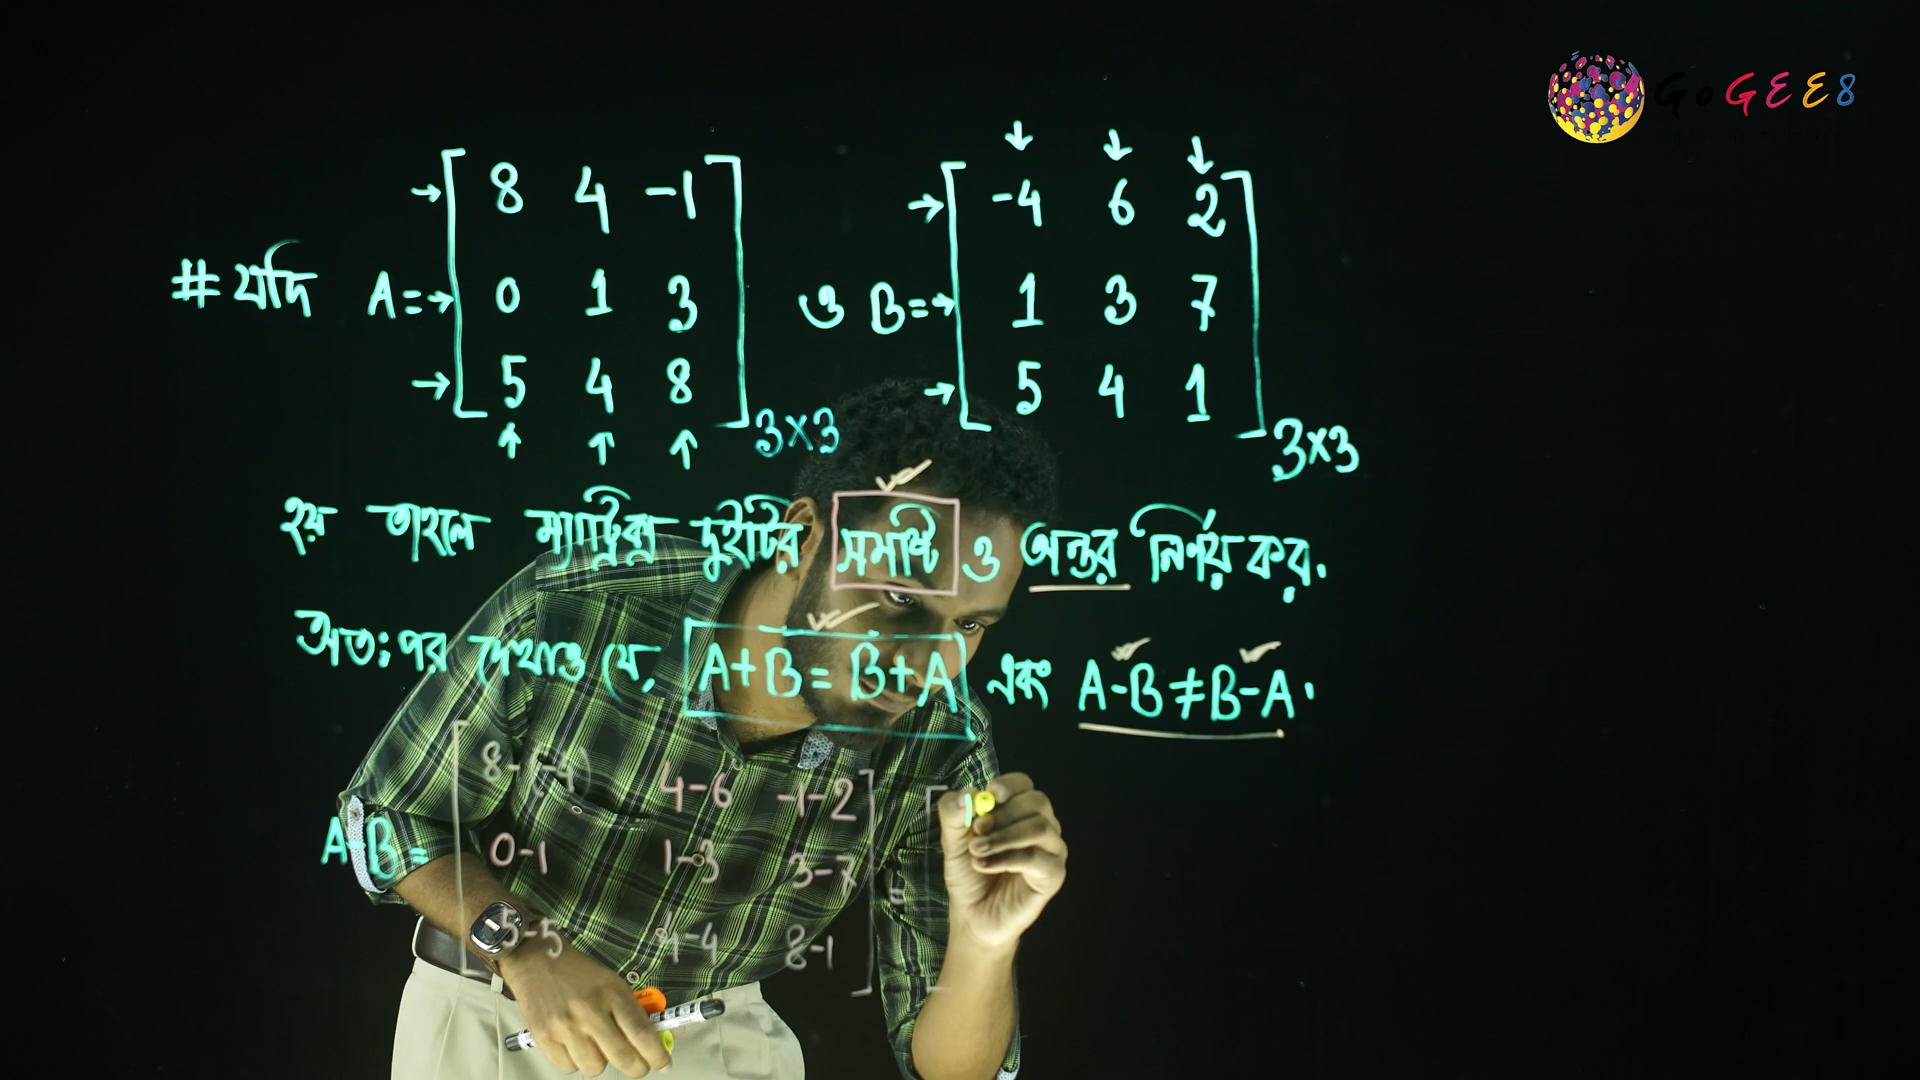 GoGEE8
# যদি A = [8 4 -1; 0 1 3; 5 4 8] 3×3 ও B = [-4 6 2; 1 3 7; 5 4 1] 3×3
হয় তাহলে ম্যাট্রিক্স দুইটির সমষ্টি ও অন্তর নির্ণয় কর.
অত:পর দেখাও যে, A+B = B+A এবং A-B ≠ B-A.
A-B = [8-(-4) 4-6 -1-2; 0-1 1-3 3-7; 5-5 4-4 8-1] = [1